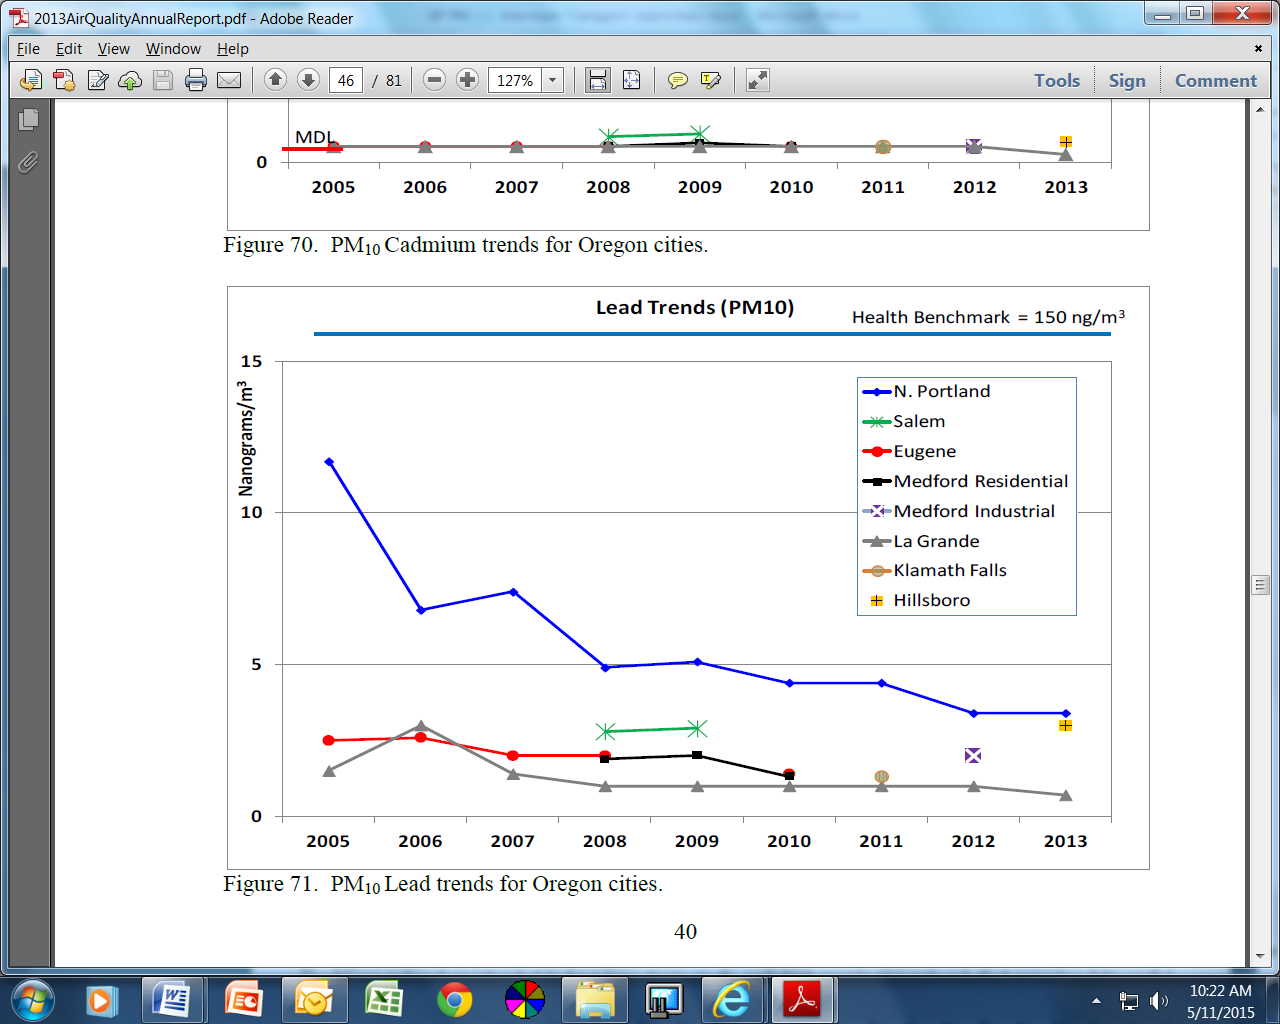 2013AirQualityAnnualReport.pdf - Adobe Reader
File Edit View Window Help
46 / 81 127% Tools Sign Comment
MDL
0
2005 2006 2007 2008 2009 2010 2011 2012 2013
Figure 70. PM10 Cadmium trends for Oregon cities.
Lead Trends (PM10)
Health Benchmark = 150 ng/m³
Nanograms/m³
15
10
5
0
N. Portland
Salem
Eugene
Medford Residential
Medford Industrial
La Grande
Klamath Falls
Hillsboro
2005 2006 2007 2008 2009 2010 2011 2012 2013
Figure 71. PM10 Lead trends for Oregon cities.
40
10:22 AM
5/11/2015